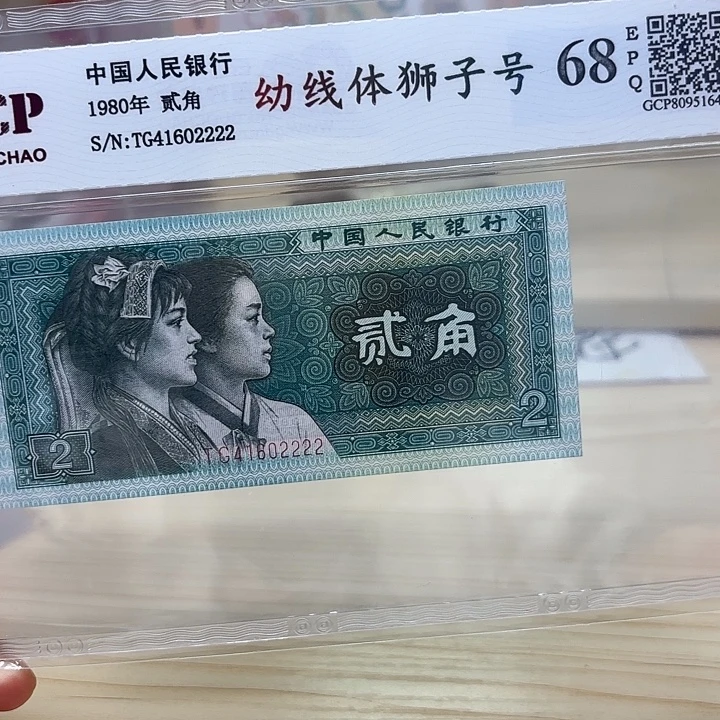 CP
CHAO
中国人民银行
1980年 贰角
S/N:TG41602222
幼线体狮子号
68
EPQ
GCP8095164
中国人民银行
贰角
2
2
TG41602222